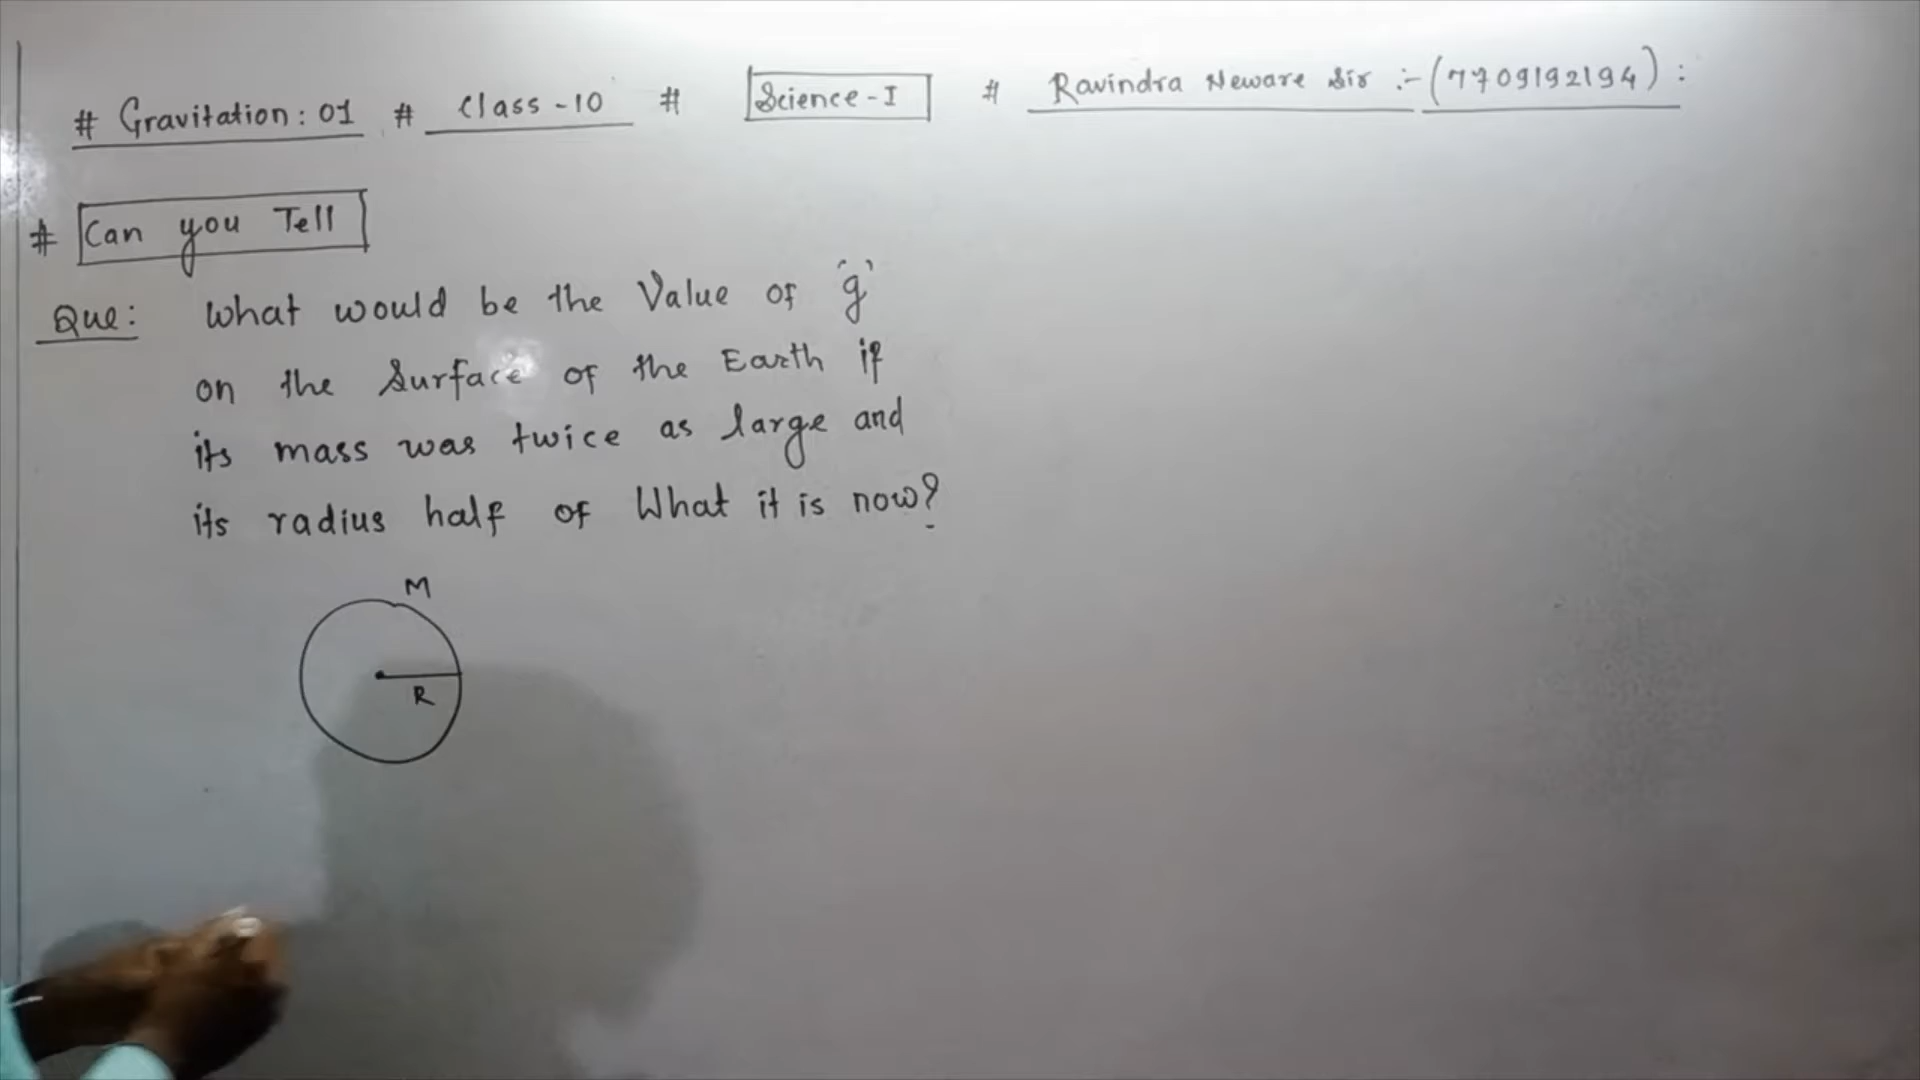 # Gravitation: 01 # Class - 10 # Science - I # Ravindra Neware Sir :- (7709192194) :
# Can you Tell
Que: What would be the Value of 'g'
on the Surface of the Earth if
its mass was twice as large and
its radius half of What it is now?
M
R